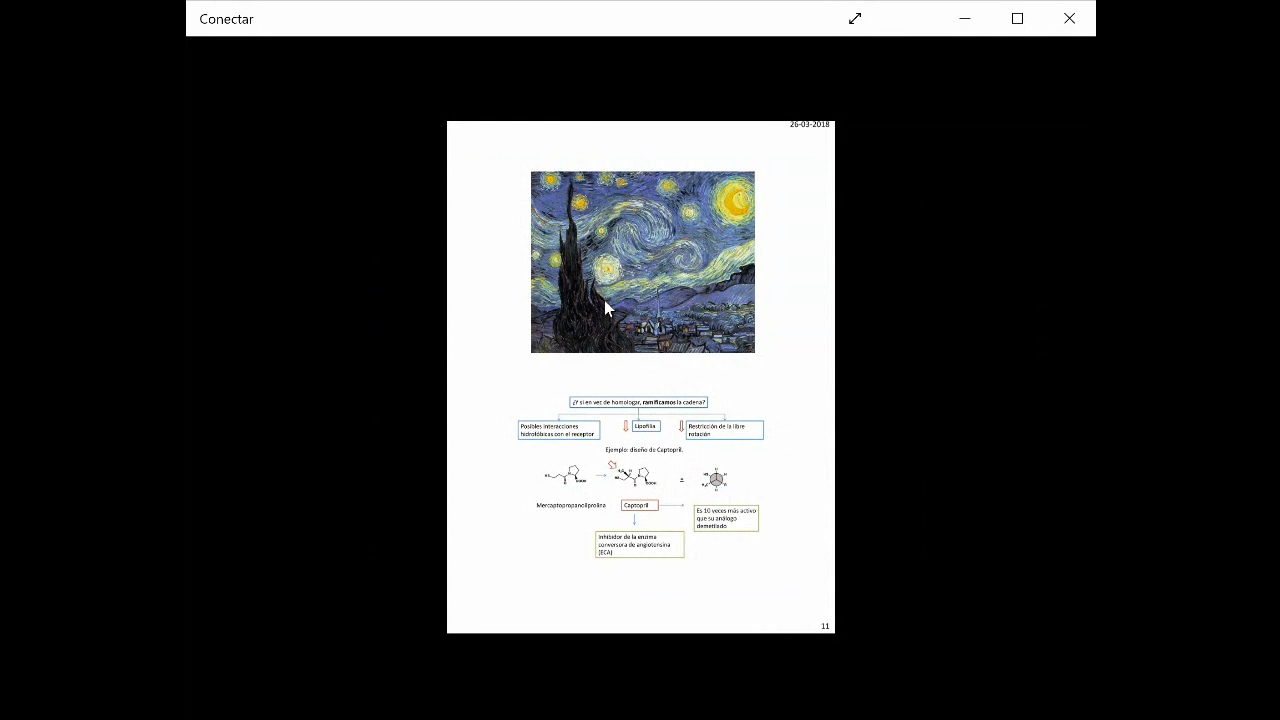 Conectar
26-03-2018
¿Y si en vez de homologar, ramificamos la cadena?
Posibles interacciones
hidrofóbicas con el receptor
Lipofilia
Restricción de la libre
rotación
Ejemplo: diseño de Captopril.
Mercaptopropanoilprolina
Captopril
Es 10 veces más activo
que su análogo
demetilado
Inhibidor de la enzima
conversora de angiotensina
(ECA)
11